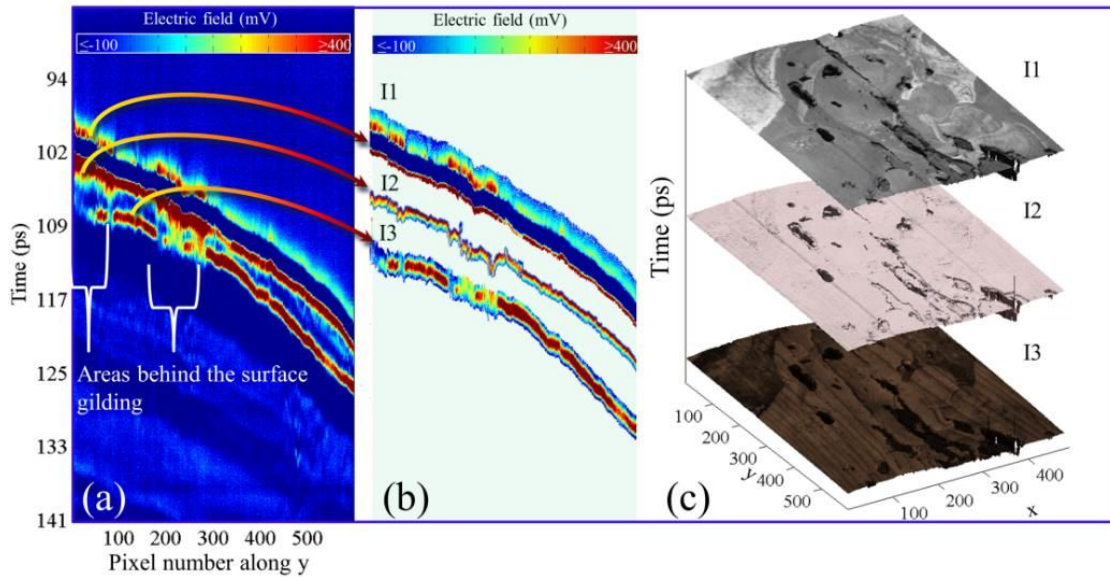 Electric field (mV)
≤-100 ≥400
94
102
109
117
125
133
141
Time (ps)
Areas behind the surface
gilding
(a)
100 200 300 400 500
Pixel number along y
Electric field (mV)
≤-100 ≥400
I1
I2
I3
(b)
I1
I2
I3
Time (ps)
100
200
300
400
500
y
100
200
300
400
x
(c)